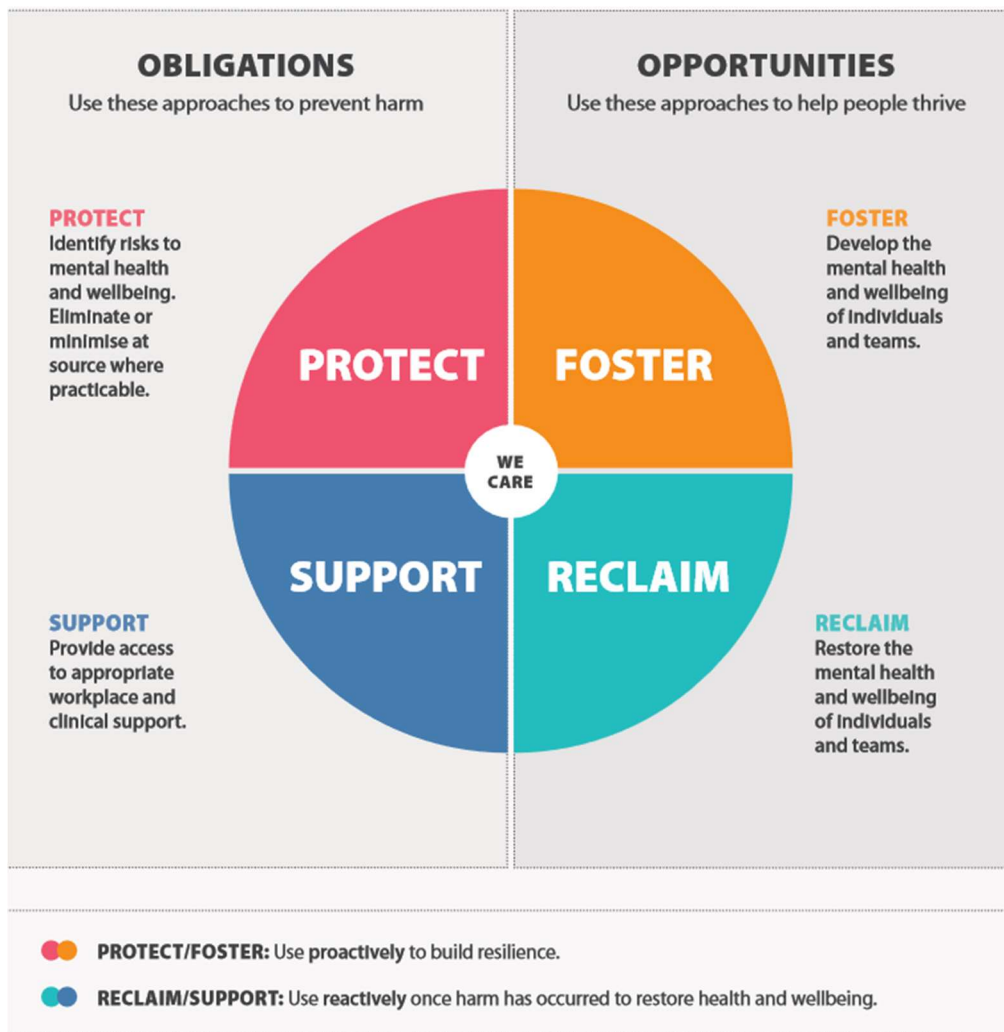 OBLIGATIONS
Use these approaches to prevent harm
OPPORTUNITIES
Use these approaches to help people thrive
PROTECT
Identify risks to
mental health
and wellbeing.
Eliminate or
minimise at
source where
practicable.
FOSTER
Develop the
mental health
and wellbeing
of individuals
and teams.
PROTECT
FOSTER
WE
CARE
SUPPORT
RECLAIM
SUPPORT
Provide access
to appropriate
workplace and
clinical support.
RECLAIM
Restore the
mental health
and wellbeing
of individuals
and teams.
PROTECT/FOSTER: Use proactively to build resilience.
RECLAIM/SUPPORT: Use reactively once harm has occurred to restore health and wellbeing.